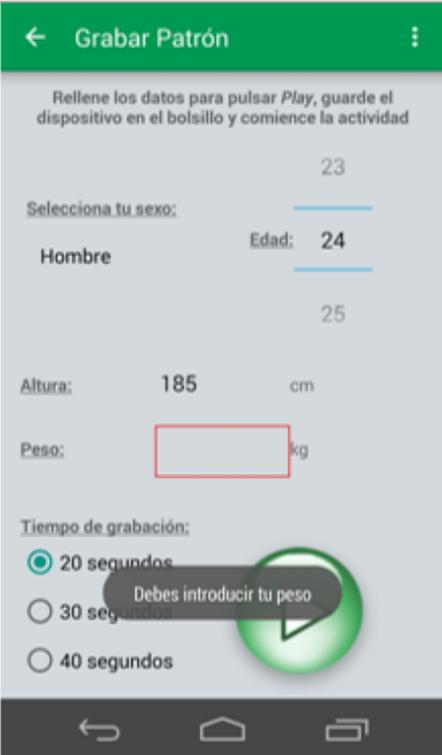 Grabar Patrón
Rellene los datos para pulsar Play, guarde el
dispositivo en el bolsillo y comience la actividad
23
Selecciona tu sexo:
Edad: 24
Hombre
25
Altura: 185 cm
Peso: kg
Tiempo de grabación:
20 segundos
Debes introducir tu peso
30 seg
40 segundos